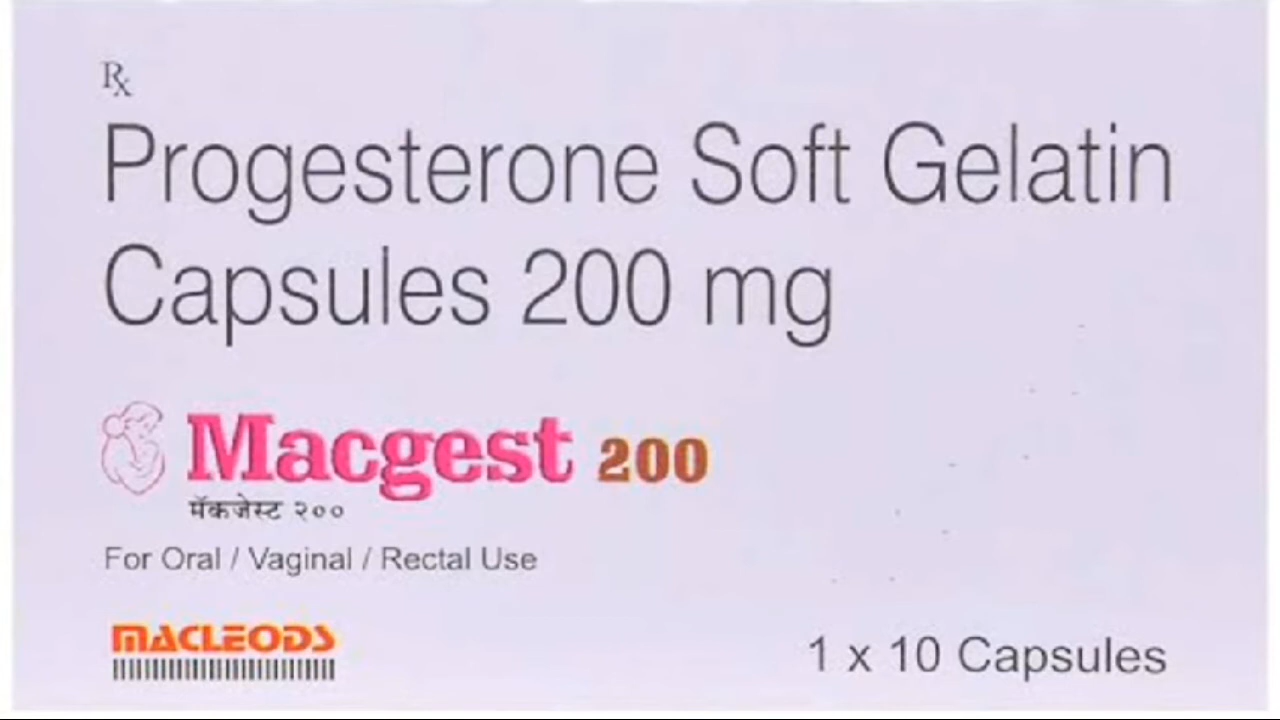 Rx
Progesterone Soft Gelatin
Capsules 200 mg
Macgest 200
मॅकजेस्ट २००
For Oral / Vaginal / Rectal Use
MACLEODS
1 x 10 Capsules